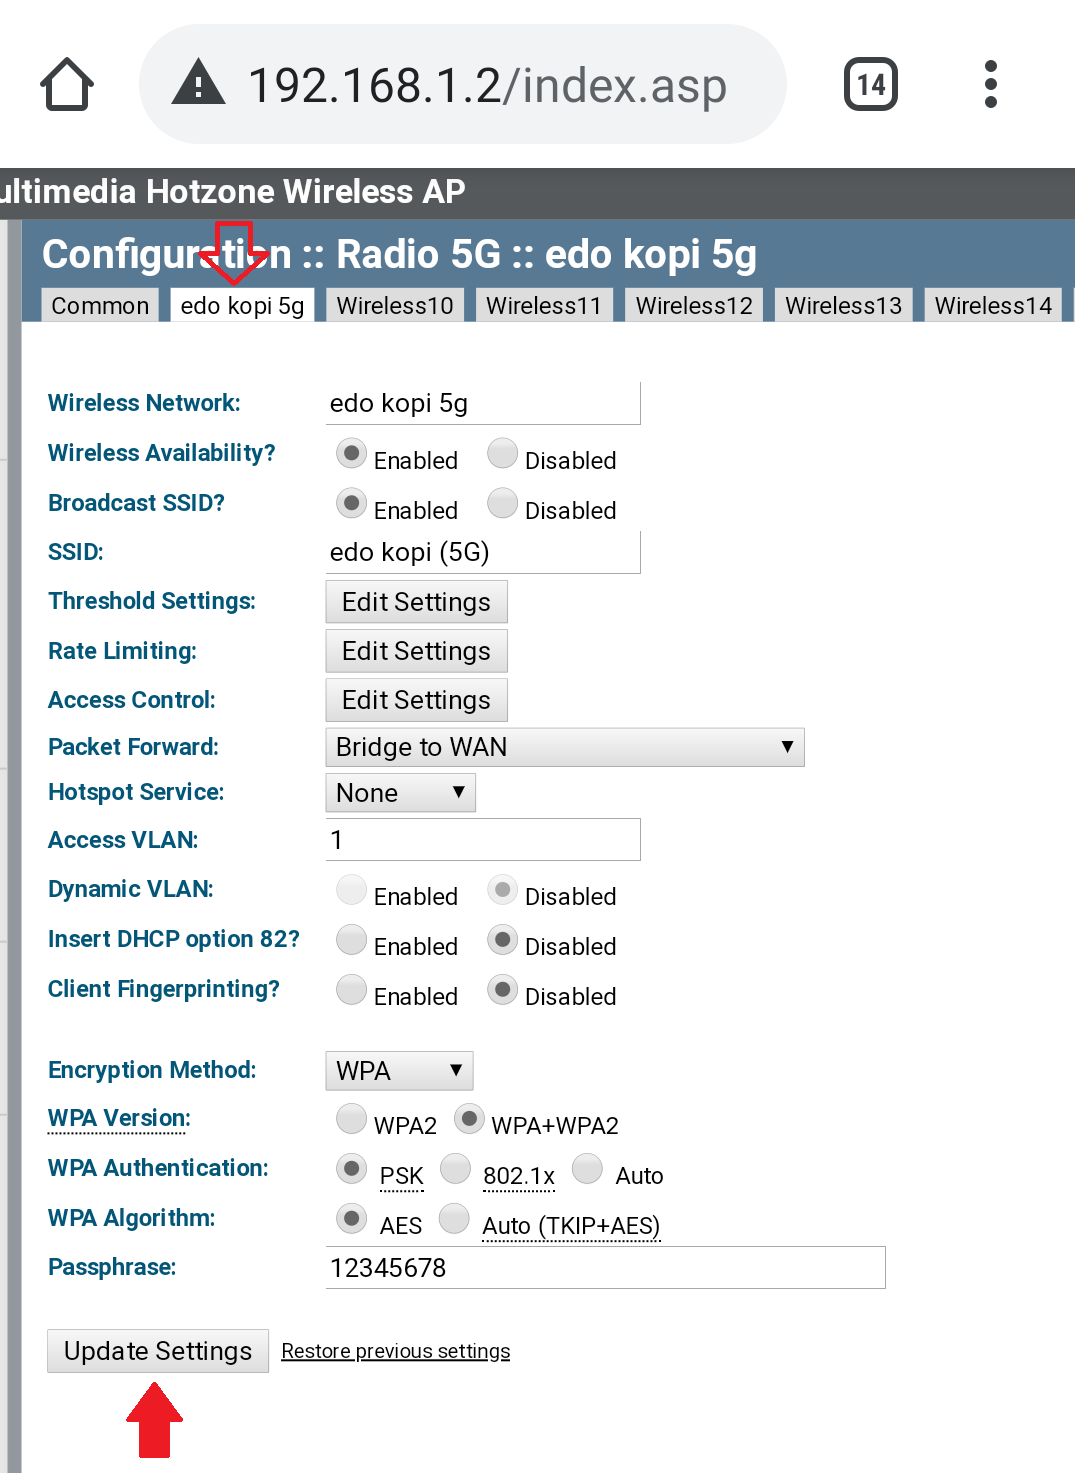 192.168.1.2/index.asp
14
ultimedia Hotzone Wireless AP
Configuration :: Radio 5G :: edo kopi 5g
Common edo kopi 5g Wireless10 Wireless11 Wireless12 Wireless13 Wireless14
Wireless Network: edo kopi 5g
Wireless Availability? Enabled Disabled
Broadcast SSID? Enabled Disabled
SSID: edo kopi (5G)
Threshold Settings: Edit Settings
Rate Limiting: Edit Settings
Access Control: Edit Settings
Packet Forward: Bridge to WAN
Hotspot Service: None
Access VLAN: 1
Dynamic VLAN: Enabled Disabled
Insert DHCP option 82? Enabled Disabled
Client Fingerprinting? Enabled Disabled
Encryption Method: WPA
WPA Version: WPA2 WPA+WPA2
WPA Authentication: PSK 802.1x Auto
WPA Algorithm: AES Auto (TKIP+AES)
Passphrase: 12345678
Update Settings Restore previous settings